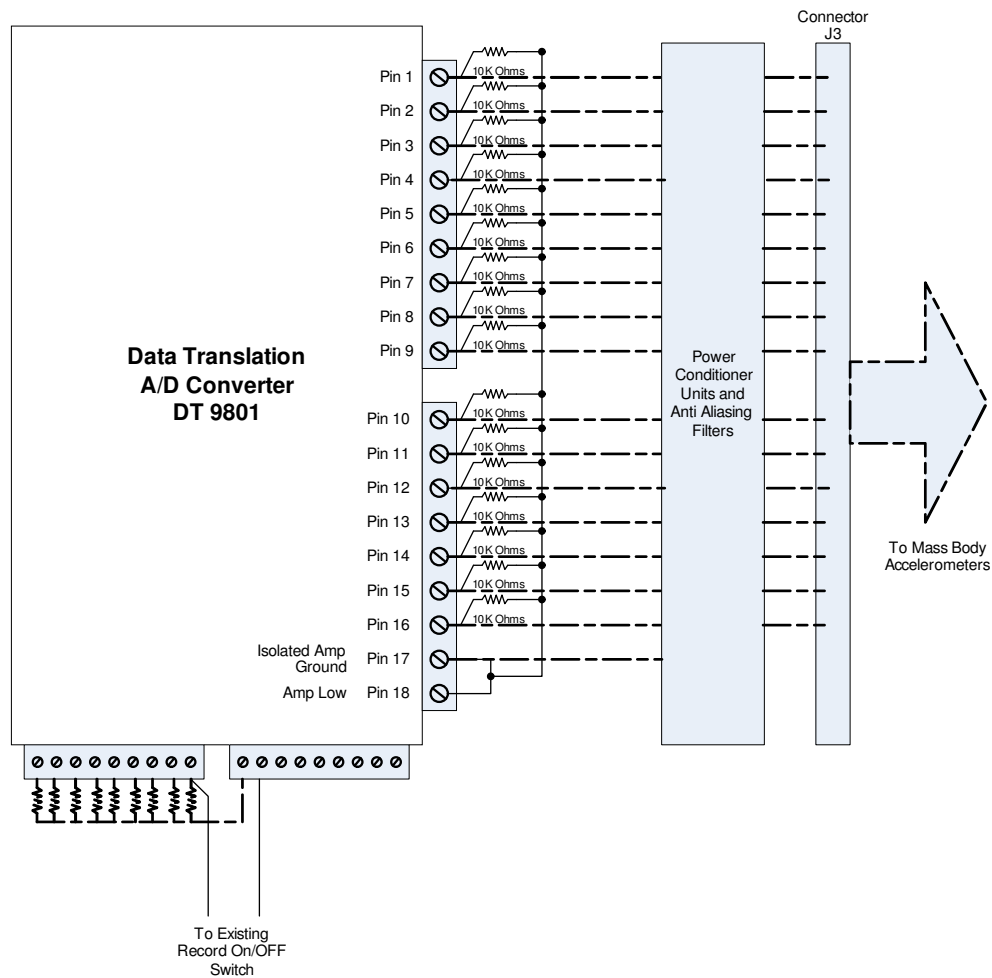 Connector
J3
Pin 1
10K Ohms
Pin 2
10K Ohms
Pin 3
10K Ohms
Pin 4
10K Ohms
Pin 5
10K Ohms
Pin 6
10K Ohms
Pin 7
10K Ohms
Pin 8
10K Ohms
Pin 9
10K Ohms
Data Translation
A/D Converter
DT 9801
Power
Conditioner
Units and
Anti Aliasing
Filters
Pin 10
10K Ohms
Pin 11
10K Ohms
Pin 12
10K Ohms
Pin 13
10K Ohms
Pin 14
10K Ohms
Pin 15
10K Ohms
Pin 16
10K Ohms
To Mass Body
Accelerometers
Isolated Amp
Ground
Pin 17
Amp Low
Pin 18
To Existing
Record On/OFF
Switch